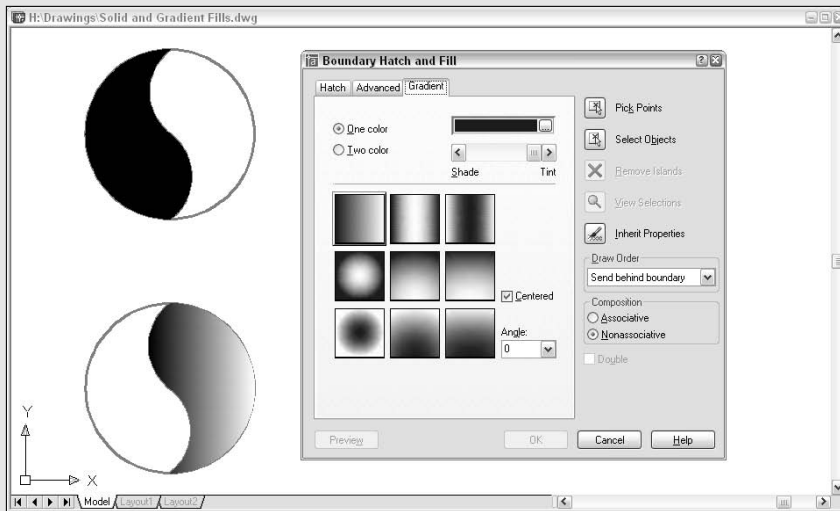 H:\Drawings\Solid and Gradient Fills.dwg
Boundary Hatch and Fill
Hatch Advanced Gradient
One color
Two color
Shade Tint
Centered
Angle:
0
Pick Points
Select Objects
Remove Islands
View Selections
Inherit Properties
Draw Order
Send behind boundary
Composition
Associative
Nonassociative
Double
Preview OK Cancel Help
Y
X
Model Layout1 Layout2